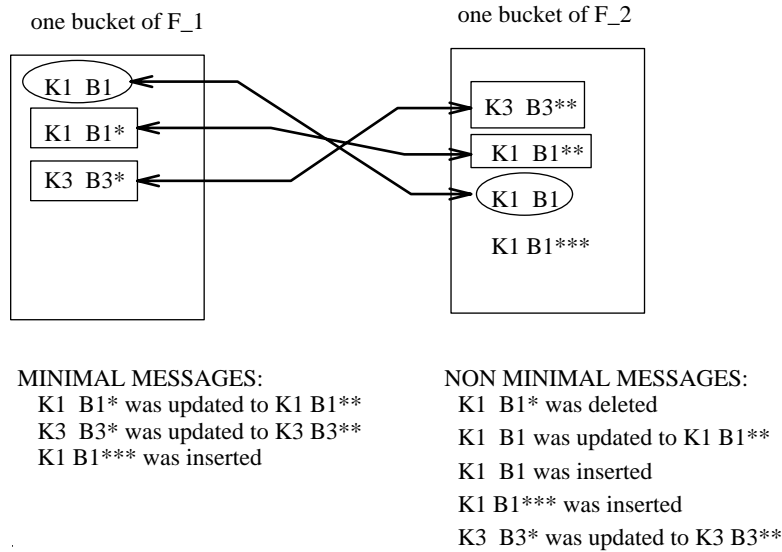 one bucket of F_1
K1 B1
K1 B1*
K3 B3*
one bucket of F_2
K3 B3**
K1 B1**
K1 B1
K1 B1***
MINIMAL MESSAGES:
K1 B1* was updated to K1 B1**
K3 B3* was updated to K3 B3**
K1 B1*** was inserted
NON MINIMAL MESSAGES:
K1 B1* was deleted
K1 B1 was updated to K1 B1**
K1 B1 was inserted
K1 B1*** was inserted
K3 B3* was updated to K3 B3**